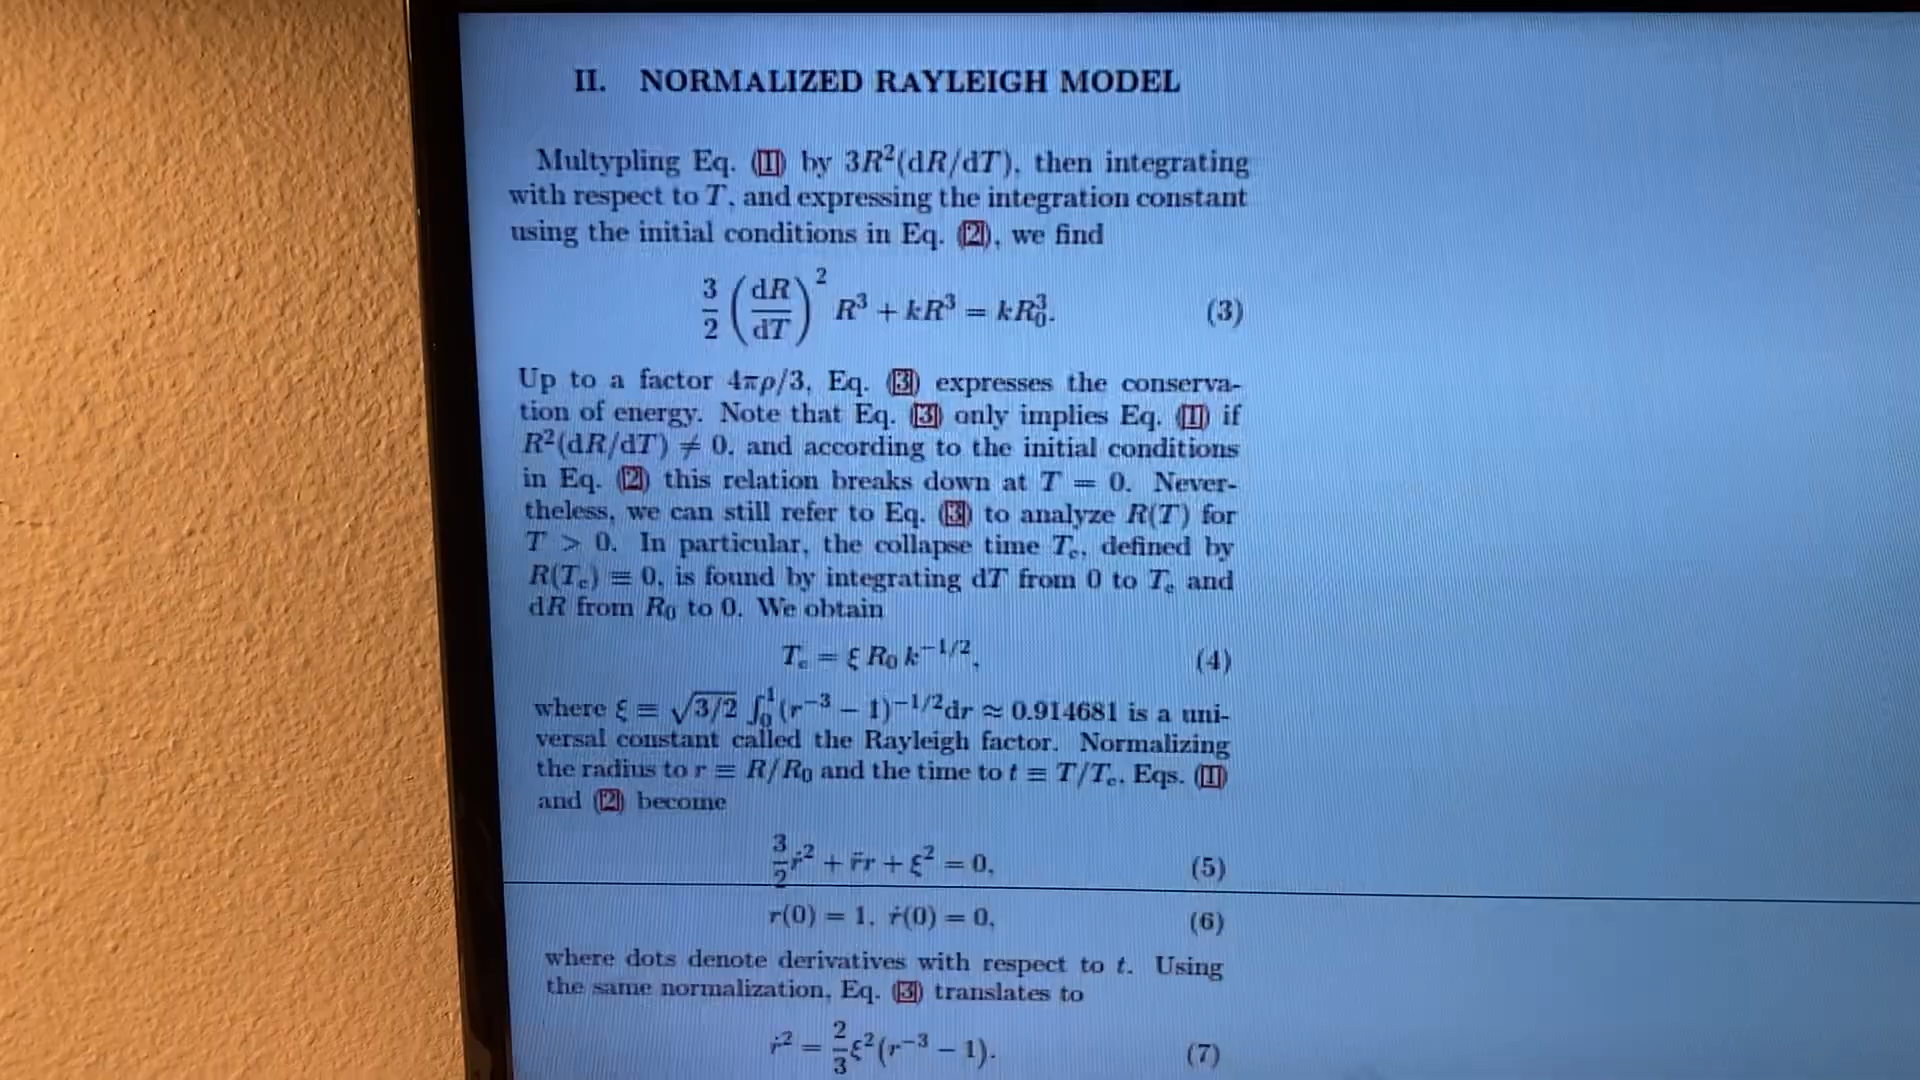 II. NORMALIZED RAYLEIGH MODEL
Multypling Eq. (1) by 3R²(dR/dT), then integrating
with respect to T, and expressing the integration constant
using the initial conditions in Eq. (2), we find
3/2 (dR/dT)² R³ + kR³ = kR₀³. (3)
Up to a factor 4πρ/3, Eq. (3) expresses the conserva-
tion of energy. Note that Eq. (3) only implies Eq. (1) if
R²(dR/dT) ≠ 0, and according to the initial conditions
in Eq. (2) this relation breaks down at T = 0. Never-
theless, we can still refer to Eq. (3) to analyze R(T) for
T > 0. In particular, the collapse time T_c, defined by
R(T_c) ≡ 0, is found by integrating dT from 0 to T_c and
dR from R₀ to 0. We obtain
T_c = ξ R₀ k^{-1/2}, (4)
where ξ ≡ √(3/2) ∫₀¹(r⁻³ − 1)^{-1/2}dr ≈ 0.914681 is a uni-
versal constant called the Rayleigh factor. Normalizing
the radius to r ≡ R/R₀ and the time to t ≡ T/T_c, Eqs. (1)
and (2) become
3/2 ṙ² + r̈r + ξ² = 0, (5)
r(0) = 1, ṙ(0) = 0, (6)
where dots denote derivatives with respect to t. Using
the same normalization, Eq. (3) translates to
ṙ² = 2/3 ξ²(r⁻³ − 1). (7)